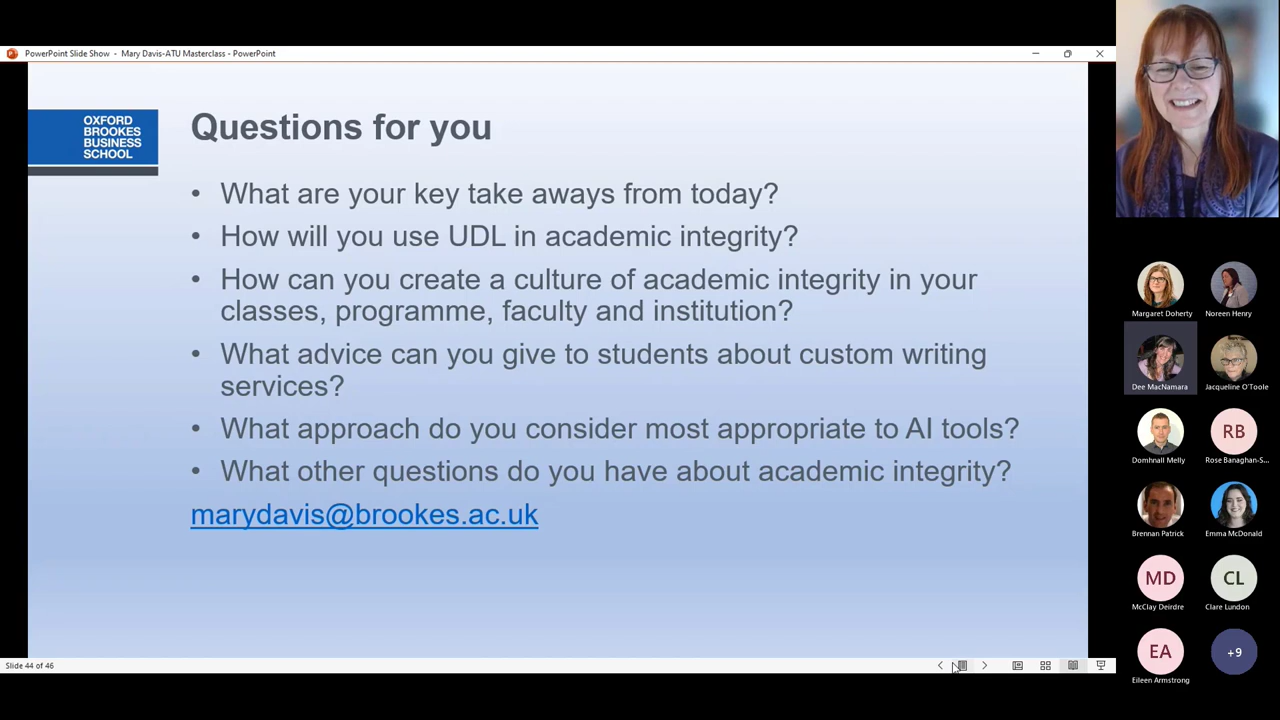 PowerPoint Slide Show - Mary Davis-ATU Masterclass - PowerPoint
OXFORD
BROOKES
BUSINESS
SCHOOL
Questions for you
• What are your key take aways from today?
• How will you use UDL in academic integrity?
• How can you create a culture of academic integrity in your
classes, programme, faculty and institution?
• What advice can you give to students about custom writing
services?
• What approach do you consider most appropriate to AI tools?
• What other questions do you have about academic integrity?
marydavis@brookes.ac.uk
Slide 44 of 46
Margaret Doherty
Noreen Henry
Dee MacNamara
Jacqueline O'Toole
Domhnall Melly
RB
Rose Banaghan-S...
Brennan Patrick
Emma McDonald
MD
McClay Deirdre
CL
Clare Lundon
EA
Eileen Armstrong
+9